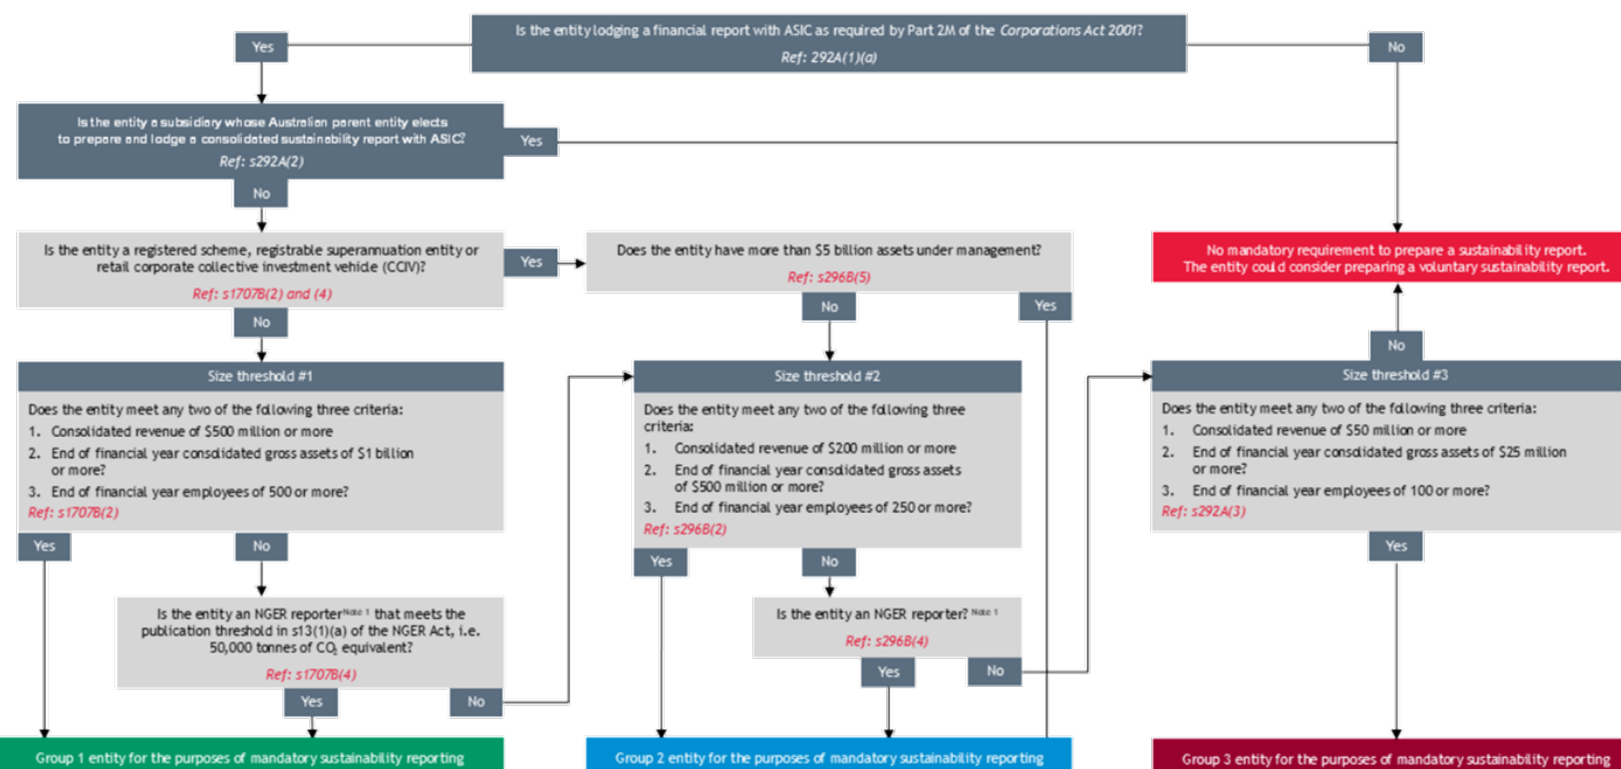 Is the entity lodging a financial report with ASIC as required by Part 2M of the Corporations Act 2001?
Ref: 292A(1)(a)
Yes
No
Is the entity a subsidiary whose Australian parent entity elects
to prepare and lodge a consolidated sustainability report with ASIC?
Ref: s292A(2)
Yes
No
Is the entity a registered scheme, registrable superannuation entity or
retail corporate collective investment vehicle (CCIV)?
Ref: s1707B(2) and (4)
Yes
No
Does the entity have more than $5 billion assets under management?
Ref: s296B(5)
No
Yes
No mandatory requirement to prepare a sustainability report.
The entity could consider preparing a voluntary sustainability report.
No
Size threshold #1
Does the entity meet any two of the following three criteria:
1. Consolidated revenue of $500 million or more
2. End of financial year consolidated gross assets of $1 billion
or more?
3. End of financial year employees of 500 or more?
Ref: s1707B(2)
Yes
No
Size threshold #2
Does the entity meet any two of the following three
criteria:
1. Consolidated revenue of $200 million or more
2. End of financial year consolidated gross assets
of $500 million or more?
3. End of financial year employees of 250 or more?
Ref: s296B(2)
Yes
No
Size threshold #3
Does the entity meet any two of the following three criteria:
1. Consolidated revenue of $50 million or more
2. End of financial year consolidated gross assets of $25 million
or more?
3. End of financial year employees of 100 or more?
Ref: s292A(3)
Yes
Is the entity an NGER reporter Note 1 that meets the
publication threshold in s13(1)(a) of the NGER Act, i.e.
50,000 tonnes of CO2 equivalent?
Ref: s1707B(4)
Yes
No
Is the entity an NGER reporter? Note 1
Ref: s296B(4)
Yes
No
Group 1 entity for the purposes of mandatory sustainability reporting
Group 2 entity for the purposes of mandatory sustainability reporting
Group 3 entity for the purposes of mandatory sustainability reporting